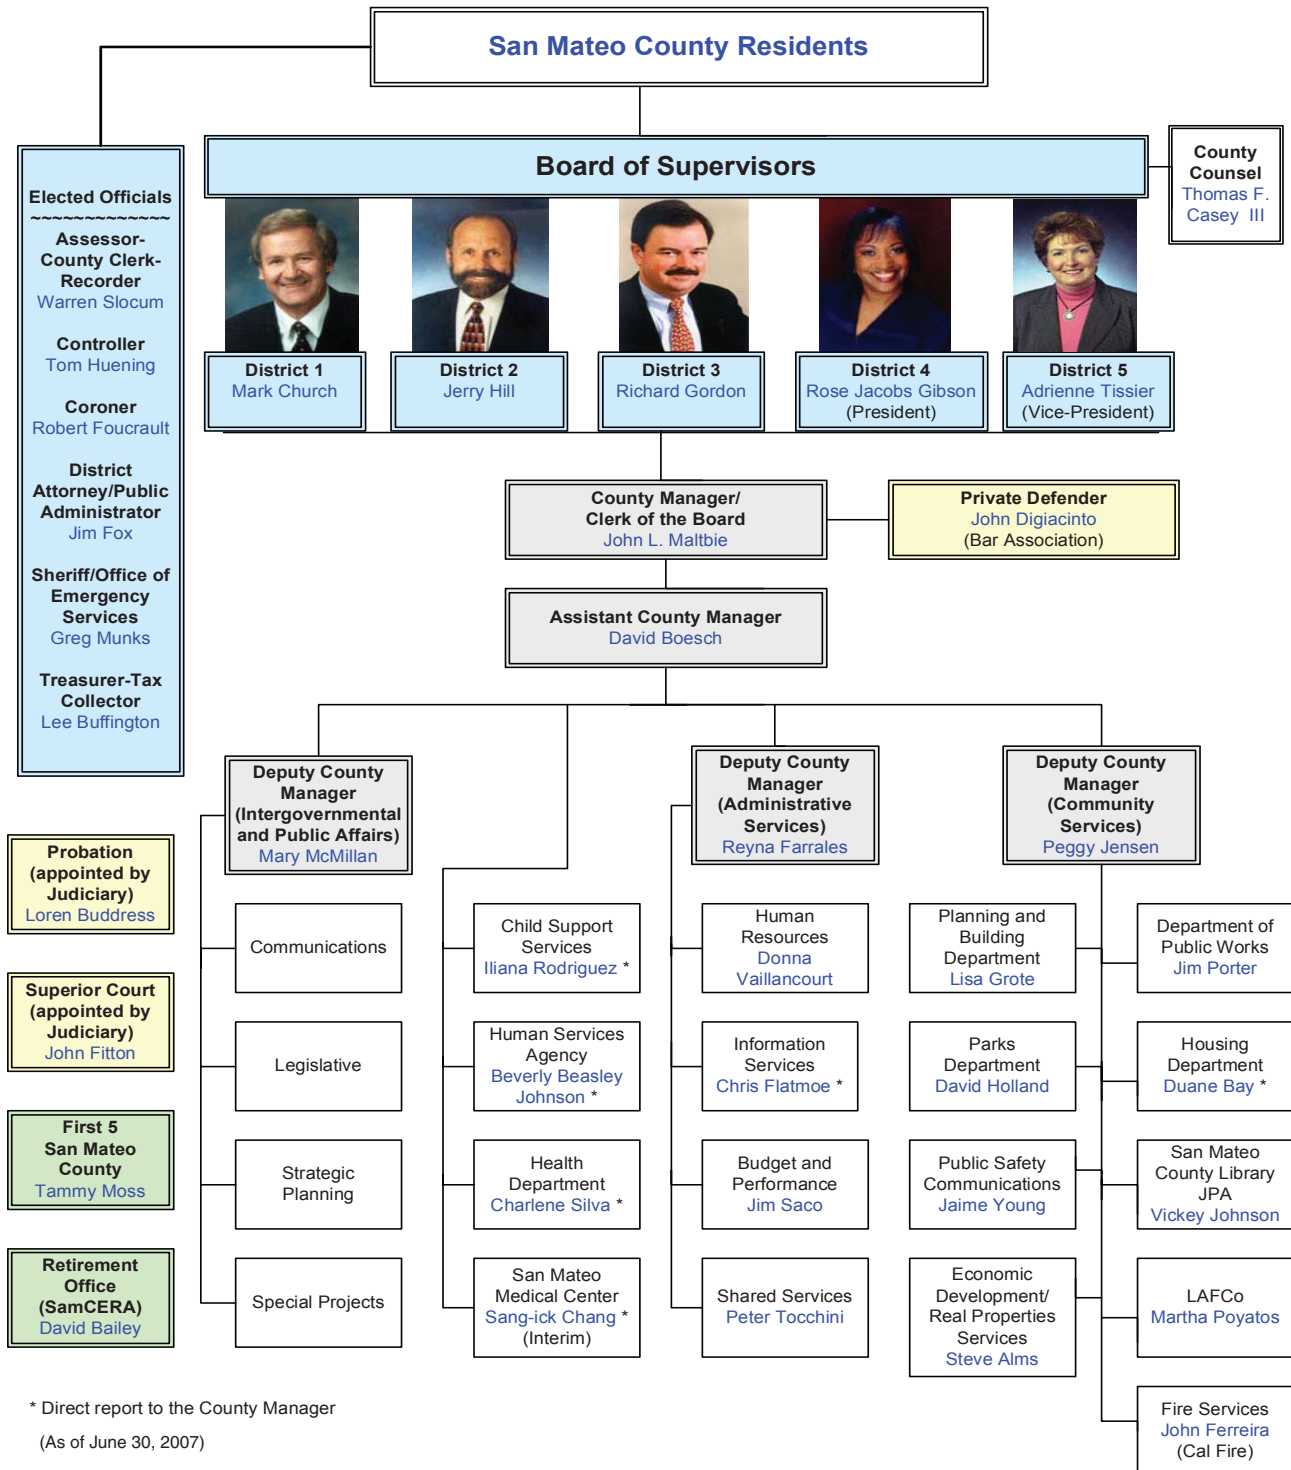 San Mateo County Residents
Board of Supervisors
County
Counsel
Thomas F.
Casey III
Elected Officials
~~~~~~~~~~~~~
Assessor-
County Clerk-
Recorder
Warren Slocum
Controller
Tom Huening
Coroner
Robert Foucrault
District
Attorney/Public
Administrator
Jim Fox
Sheriff/Office of
Emergency
Services
Greg Munks
Treasurer-Tax
Collector
Lee Buffington
District 1
Mark Church
District 2
Jerry Hill
District 3
Richard Gordon
District 4
Rose Jacobs Gibson
(President)
District 5
Adrienne Tissier
(Vice-President)
County Manager/
Clerk of the Board
John L. Maltbie
Private Defender
John Digiacinto
(Bar Association)
Assistant County Manager
David Boesch
Deputy County
Manager
(Intergovernmental
and Public Affairs)
Mary McMillan
Deputy County
Manager
(Administrative
Services)
Reyna Farrales
Deputy County
Manager
(Community
Services)
Peggy Jensen
Probation
(appointed by
Judiciary)
Loren Buddress
Superior Court
(appointed by
Judiciary)
John Fitton
First 5
San Mateo
County
Tammy Moss
Retirement
Office
(SamCERA)
David Bailey
Communications
Legislative
Strategic
Planning
Special Projects
Child Support
Services
Iliana Rodriguez *
Human Services
Agency
Beverly Beasley
Johnson *
Health
Department
Charlene Silva *
San Mateo
Medical Center
Sang-ick Chang *
(Interim)
Human
Resources
Donna
Vaillancourt
Information
Services
Chris Flatmoe *
Budget and
Performance
Jim Saco
Shared Services
Peter Tocchini
Planning and
Building
Department
Lisa Grote
Parks
Department
David Holland
Public Safety
Communications
Jaime Young
Economic
Development/
Real Properties
Services
Steve Alms
Department of
Public Works
Jim Porter
Housing
Department
Duane Bay *
San Mateo
County Library
JPA
Vickey Johnson
LAFCo
Martha Poyatos
Fire Services
John Ferreira
(Cal Fire)
* Direct report to the County Manager
(As of June 30, 2007)